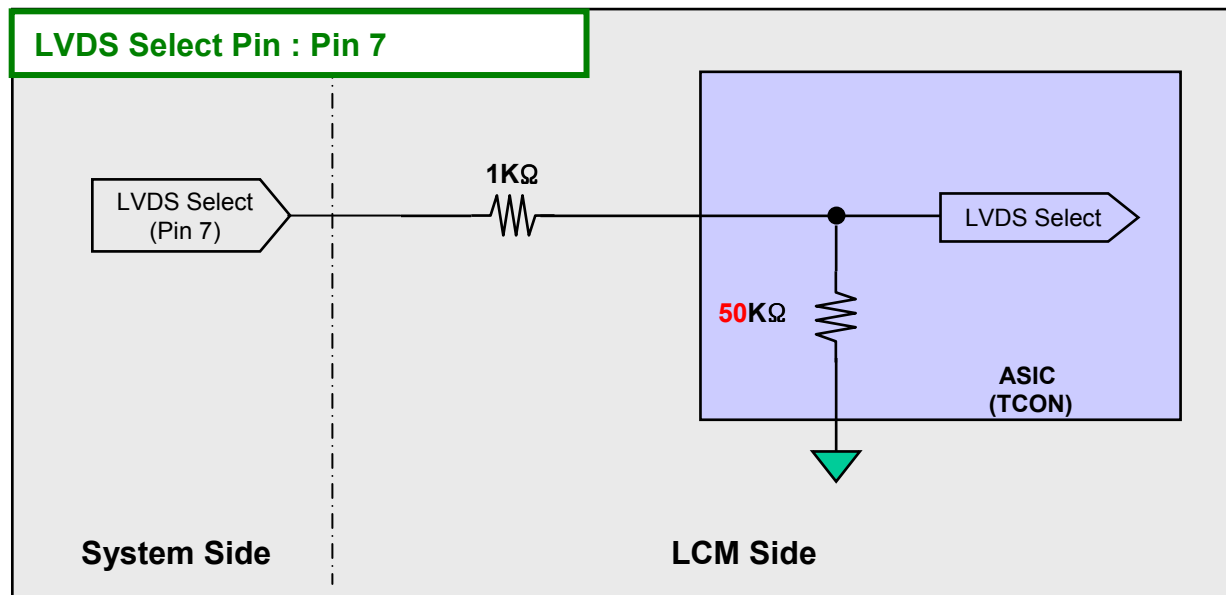 LVDS Select Pin : Pin 7
1KΩ
LVDS Select
(Pin 7)
LVDS Select
50KΩ
ASIC
(TCON)
System Side
LCM Side